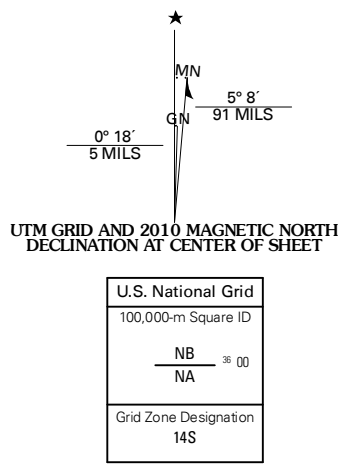 ★
MN
5° 8´
91 MILS
GN
0° 18´
5 MILS
UTM GRID AND 2010 MAGNETIC NORTH
DECLINATION AT CENTER OF SHEET
U.S. National Grid
100,000-m Square ID
NB
36 00
NA
Grid Zone Designation
14S